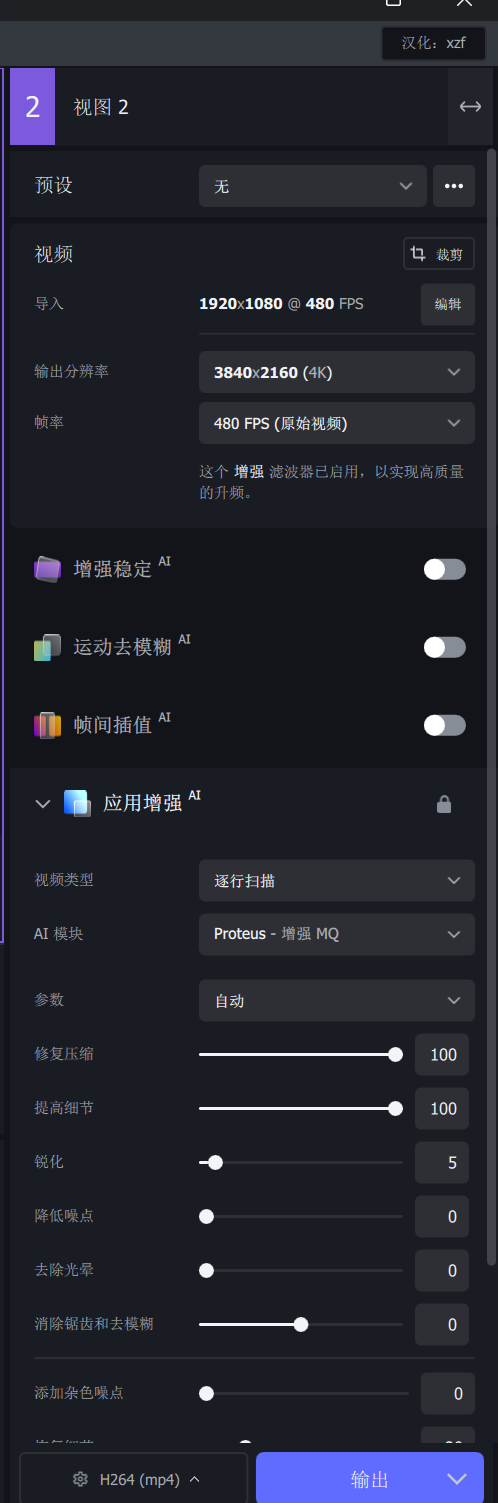 汉化：xzf
2 视图 2
预设 无 •••
视频 裁剪
导入 1920x1080 @ 480 FPS 编辑
输出分辨率 3840x2160 (4K)
帧率 480 FPS (原始视频)
这个 增强 滤波器已启用，以实现高质量
的升频。
增强稳定 AI
运动去模糊 AI
帧间插值 AI
应用增强 AI
视频类型 逐行扫描
AI 模块 Proteus - 增强 MQ
参数 自动
修复压缩 100
提高细节 100
锐化 5
降低噪点 0
去除光晕 0
消除锯齿和去模糊 0
添加杂色噪点 0
H264 (mp4) 输出